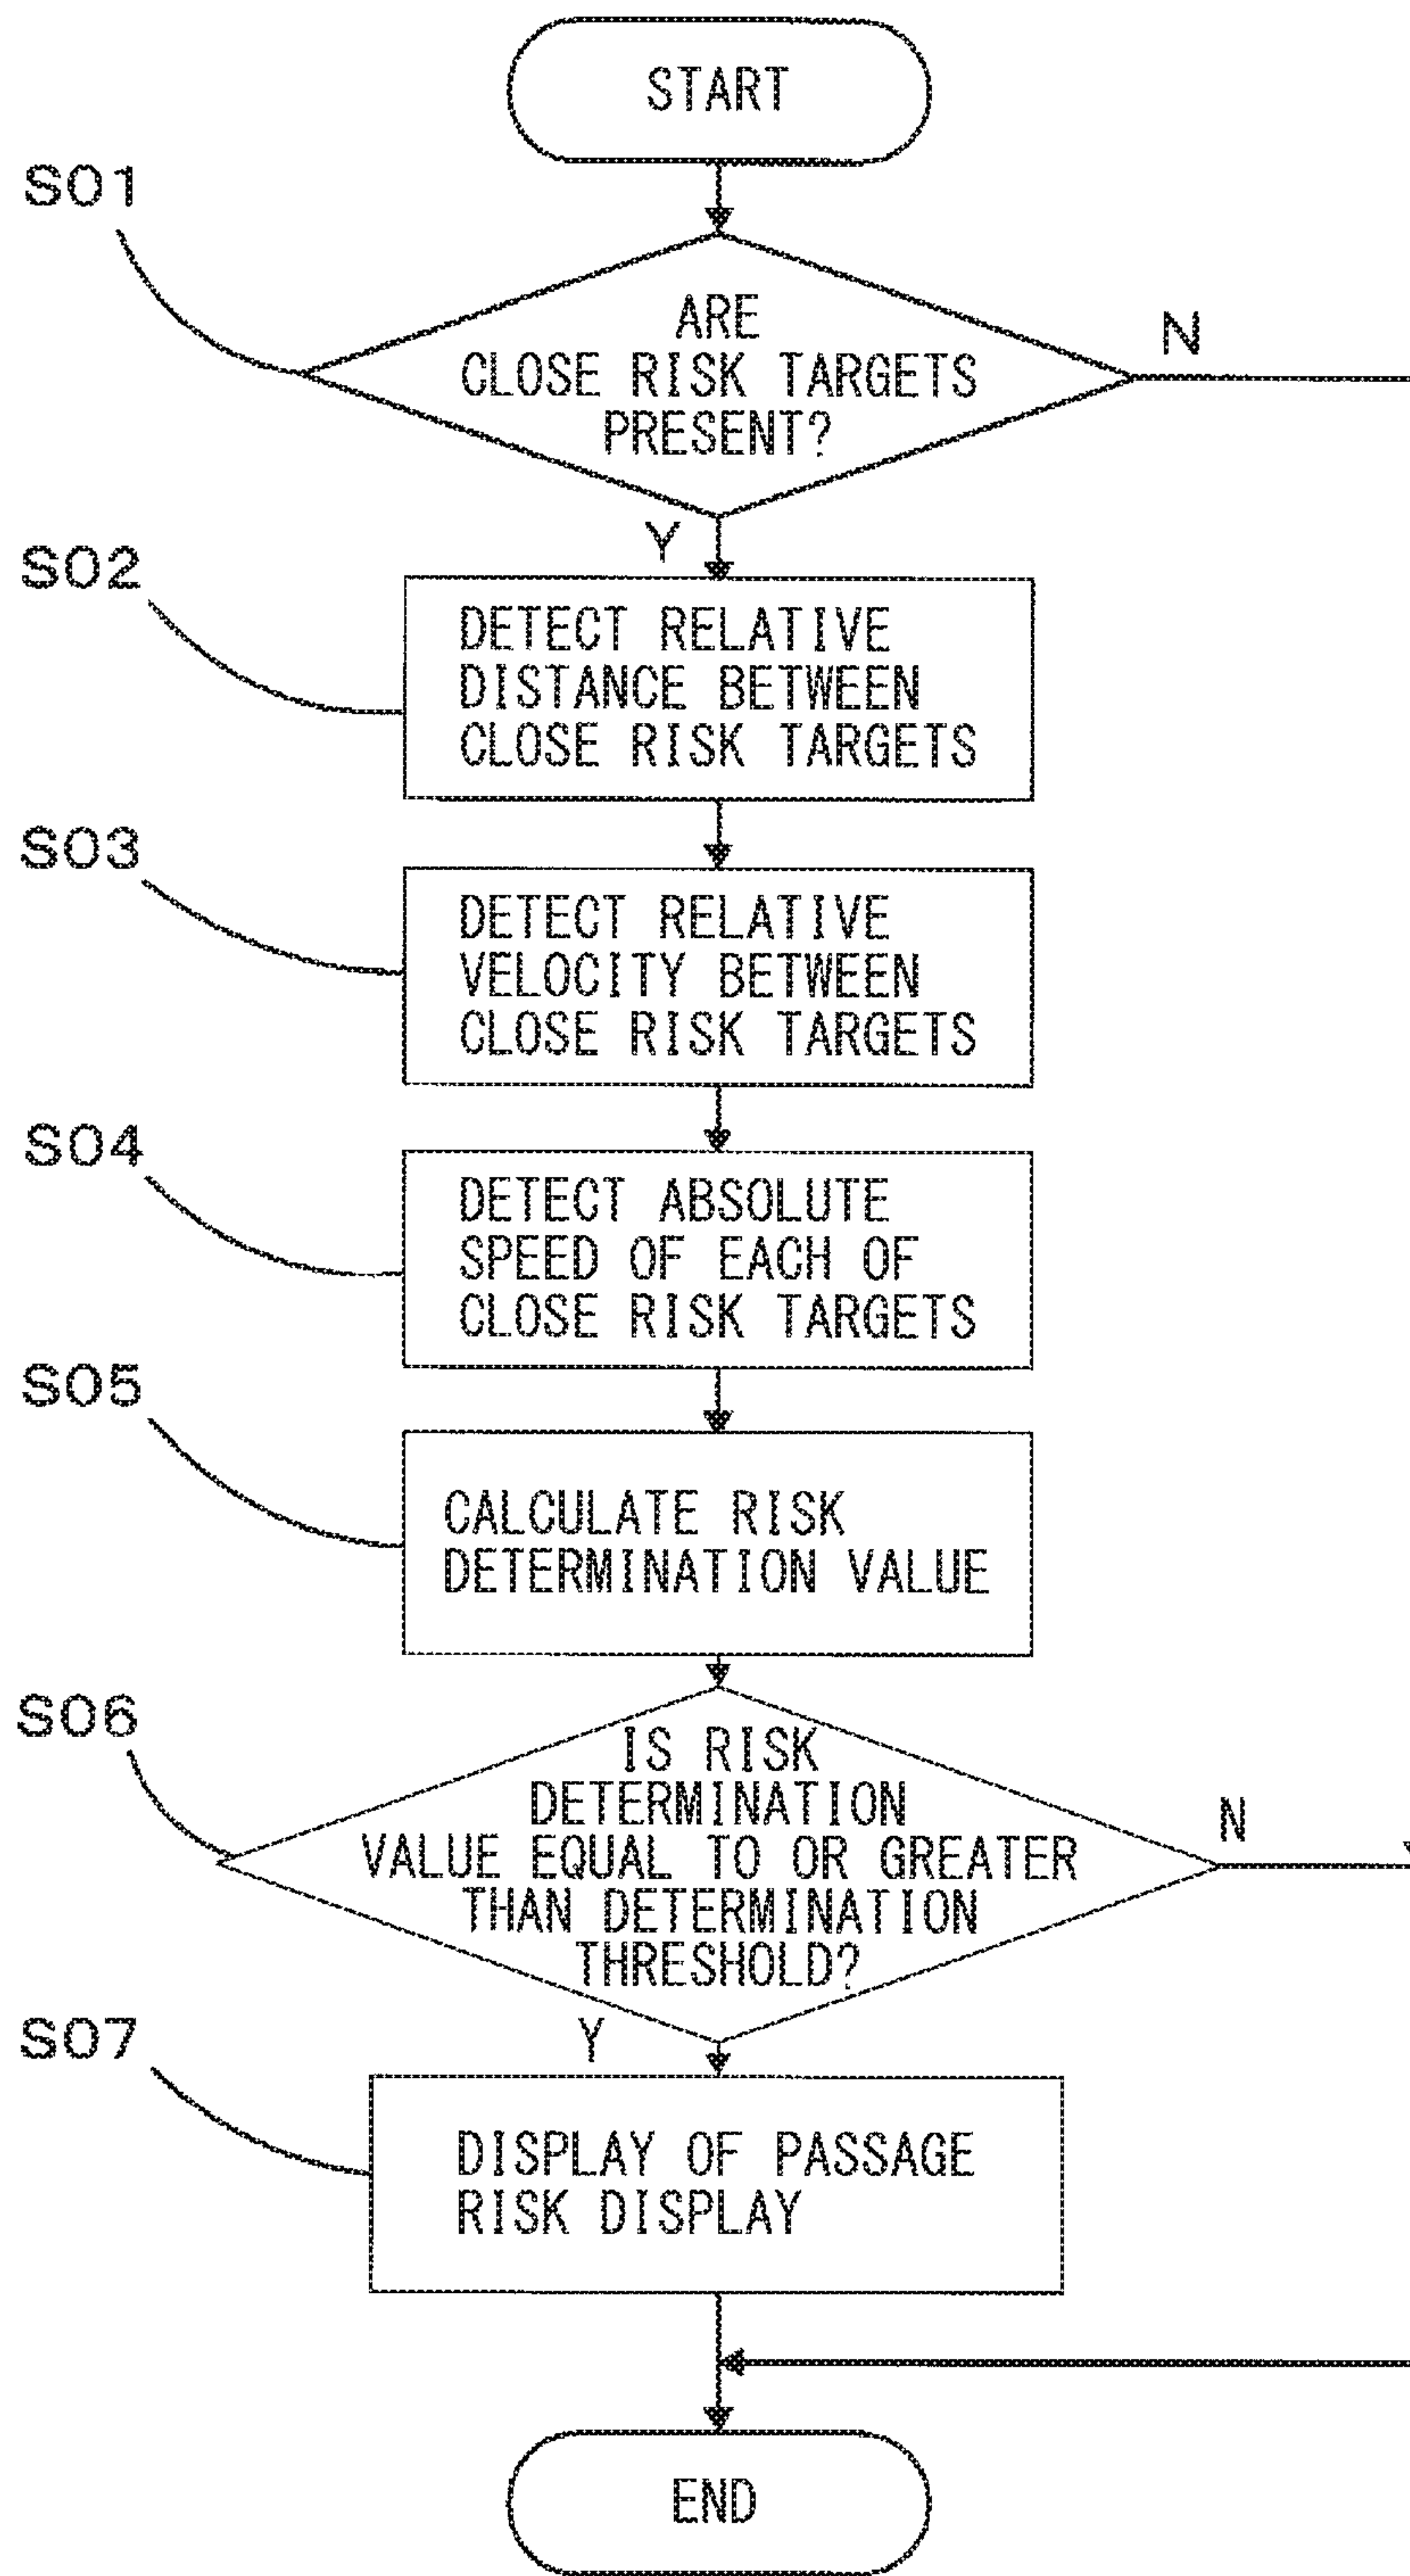 START
S01
ARE
CLOSE RISK TARGETS
PRESENT?
N
Y
S02
DETECT RELATIVE
DISTANCE BETWEEN
CLOSE RISK TARGETS
S03
DETECT RELATIVE
VELOCITY BETWEEN
CLOSE RISK TARGETS
S04
DETECT ABSOLUTE
SPEED OF EACH OF
CLOSE RISK TARGETS
S05
CALCULATE RISK
DETERMINATION VALUE
S06
IS RISK
DETERMINATION
VALUE EQUAL TO OR GREATER
THAN DETERMINATION
THRESHOLD?
N
Y
S07
DISPLAY OF PASSAGE
RISK DISPLAY
END